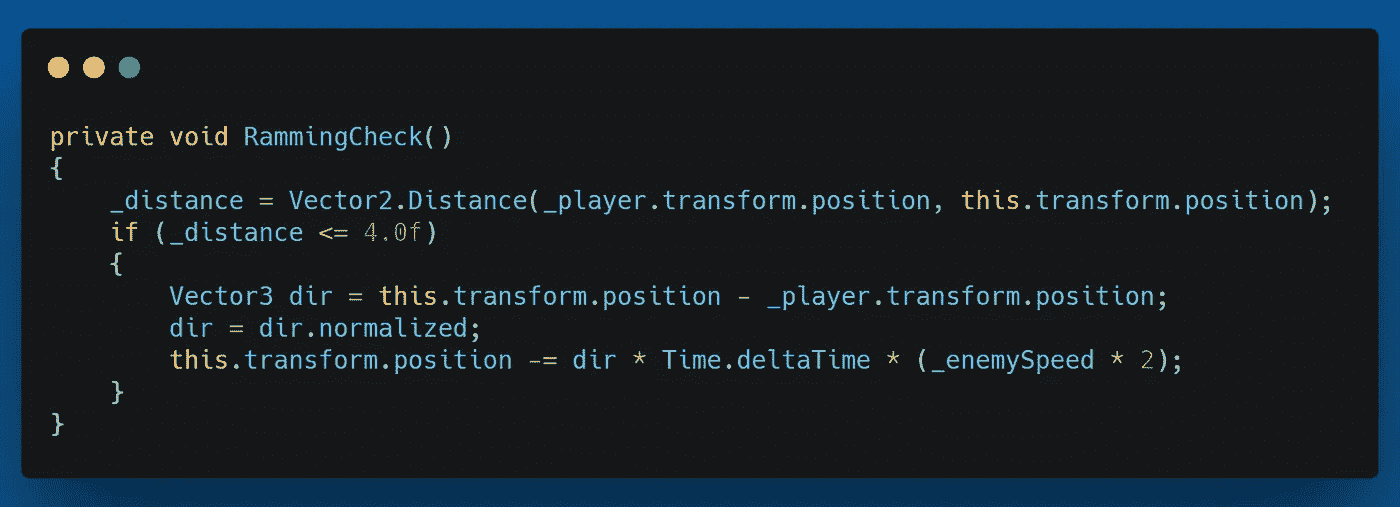 private void RammingCheck()
{
    _distance = Vector2.Distance(_player.transform.position, this.transform.position);
    if (_distance <= 4.0f)
    {
        Vector3 dir = this.transform.position - _player.transform.position;
        dir = dir.normalized;
        this.transform.position -= dir * Time.deltaTime * (_enemySpeed * 2);
    }
}